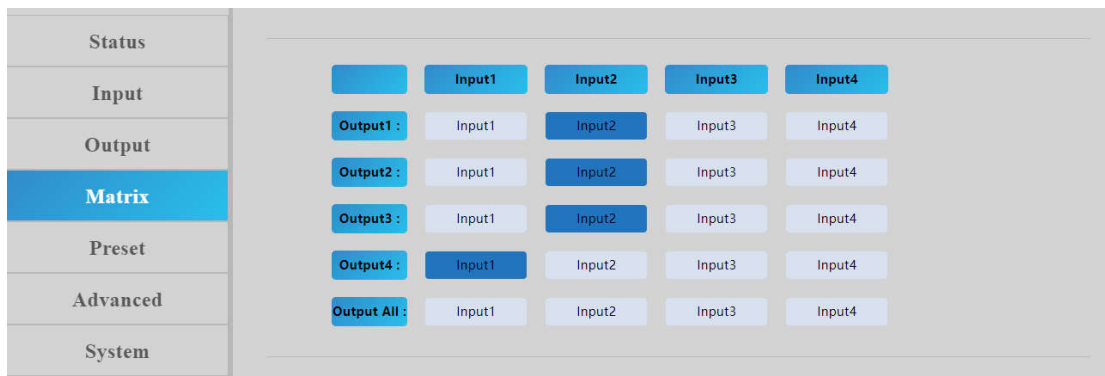 Status
Input
Output
Matrix
Preset
Advanced
System
Input1 Input2 Input3 Input4
Output1 : Input1 Input2 Input3 Input4
Output2 : Input1 Input2 Input3 Input4
Output3 : Input1 Input2 Input3 Input4
Output4 : Input1 Input2 Input3 Input4
Output All : Input1 Input2 Input3 Input4